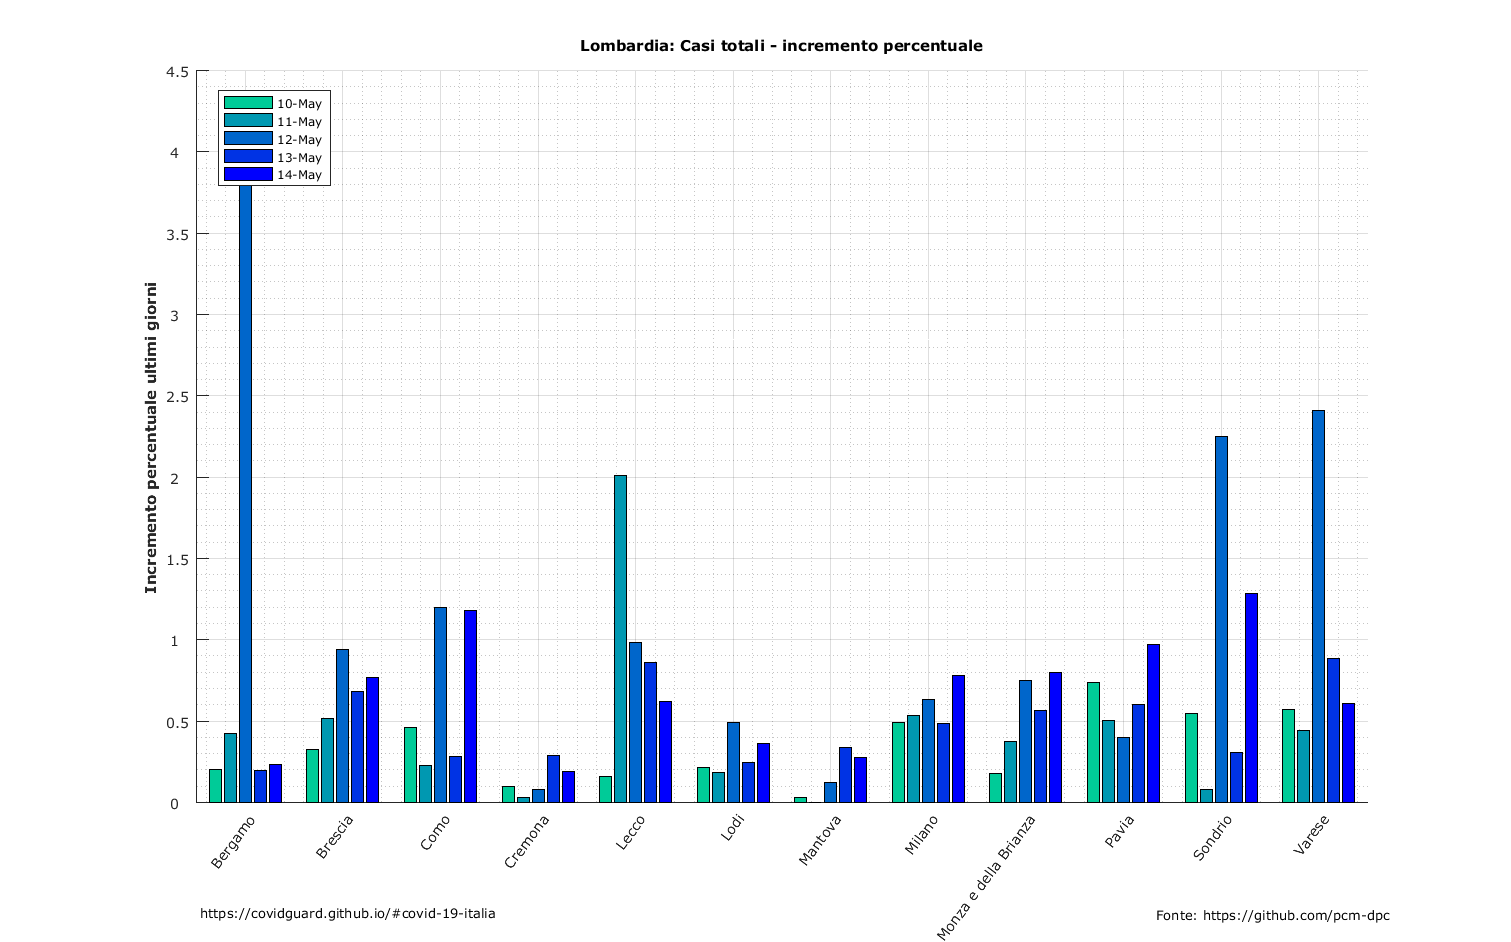 Lombardia: Casi totali - incremento percentuale
Incremento percentuale ultimi giorni
4.5
4
3.5
3
2.5
2
1.5
1
0.5
0
10-May
11-May
12-May
13-May
14-May
Bergamo
Brescia
Como
Cremona
Lecco
Lodi
Mantova
Milano
Monza e della Brianza
Pavia
Sondrio
Varese
https://covidguard.github.io/#covid-19-italia
Fonte: https://github.com/pcm-dpc